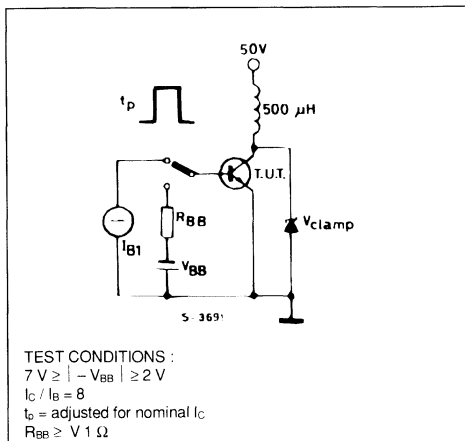 50V
tp
500 µH
T.U.T.
RBB
Vclamp
IB1
VBB
S-3691
TEST CONDITIONS :
7 V ≥ | − VBB | ≥ 2 V
IC / IB = 8
tp = adjusted for nominal IC
RBB ≥ V 1 Ω